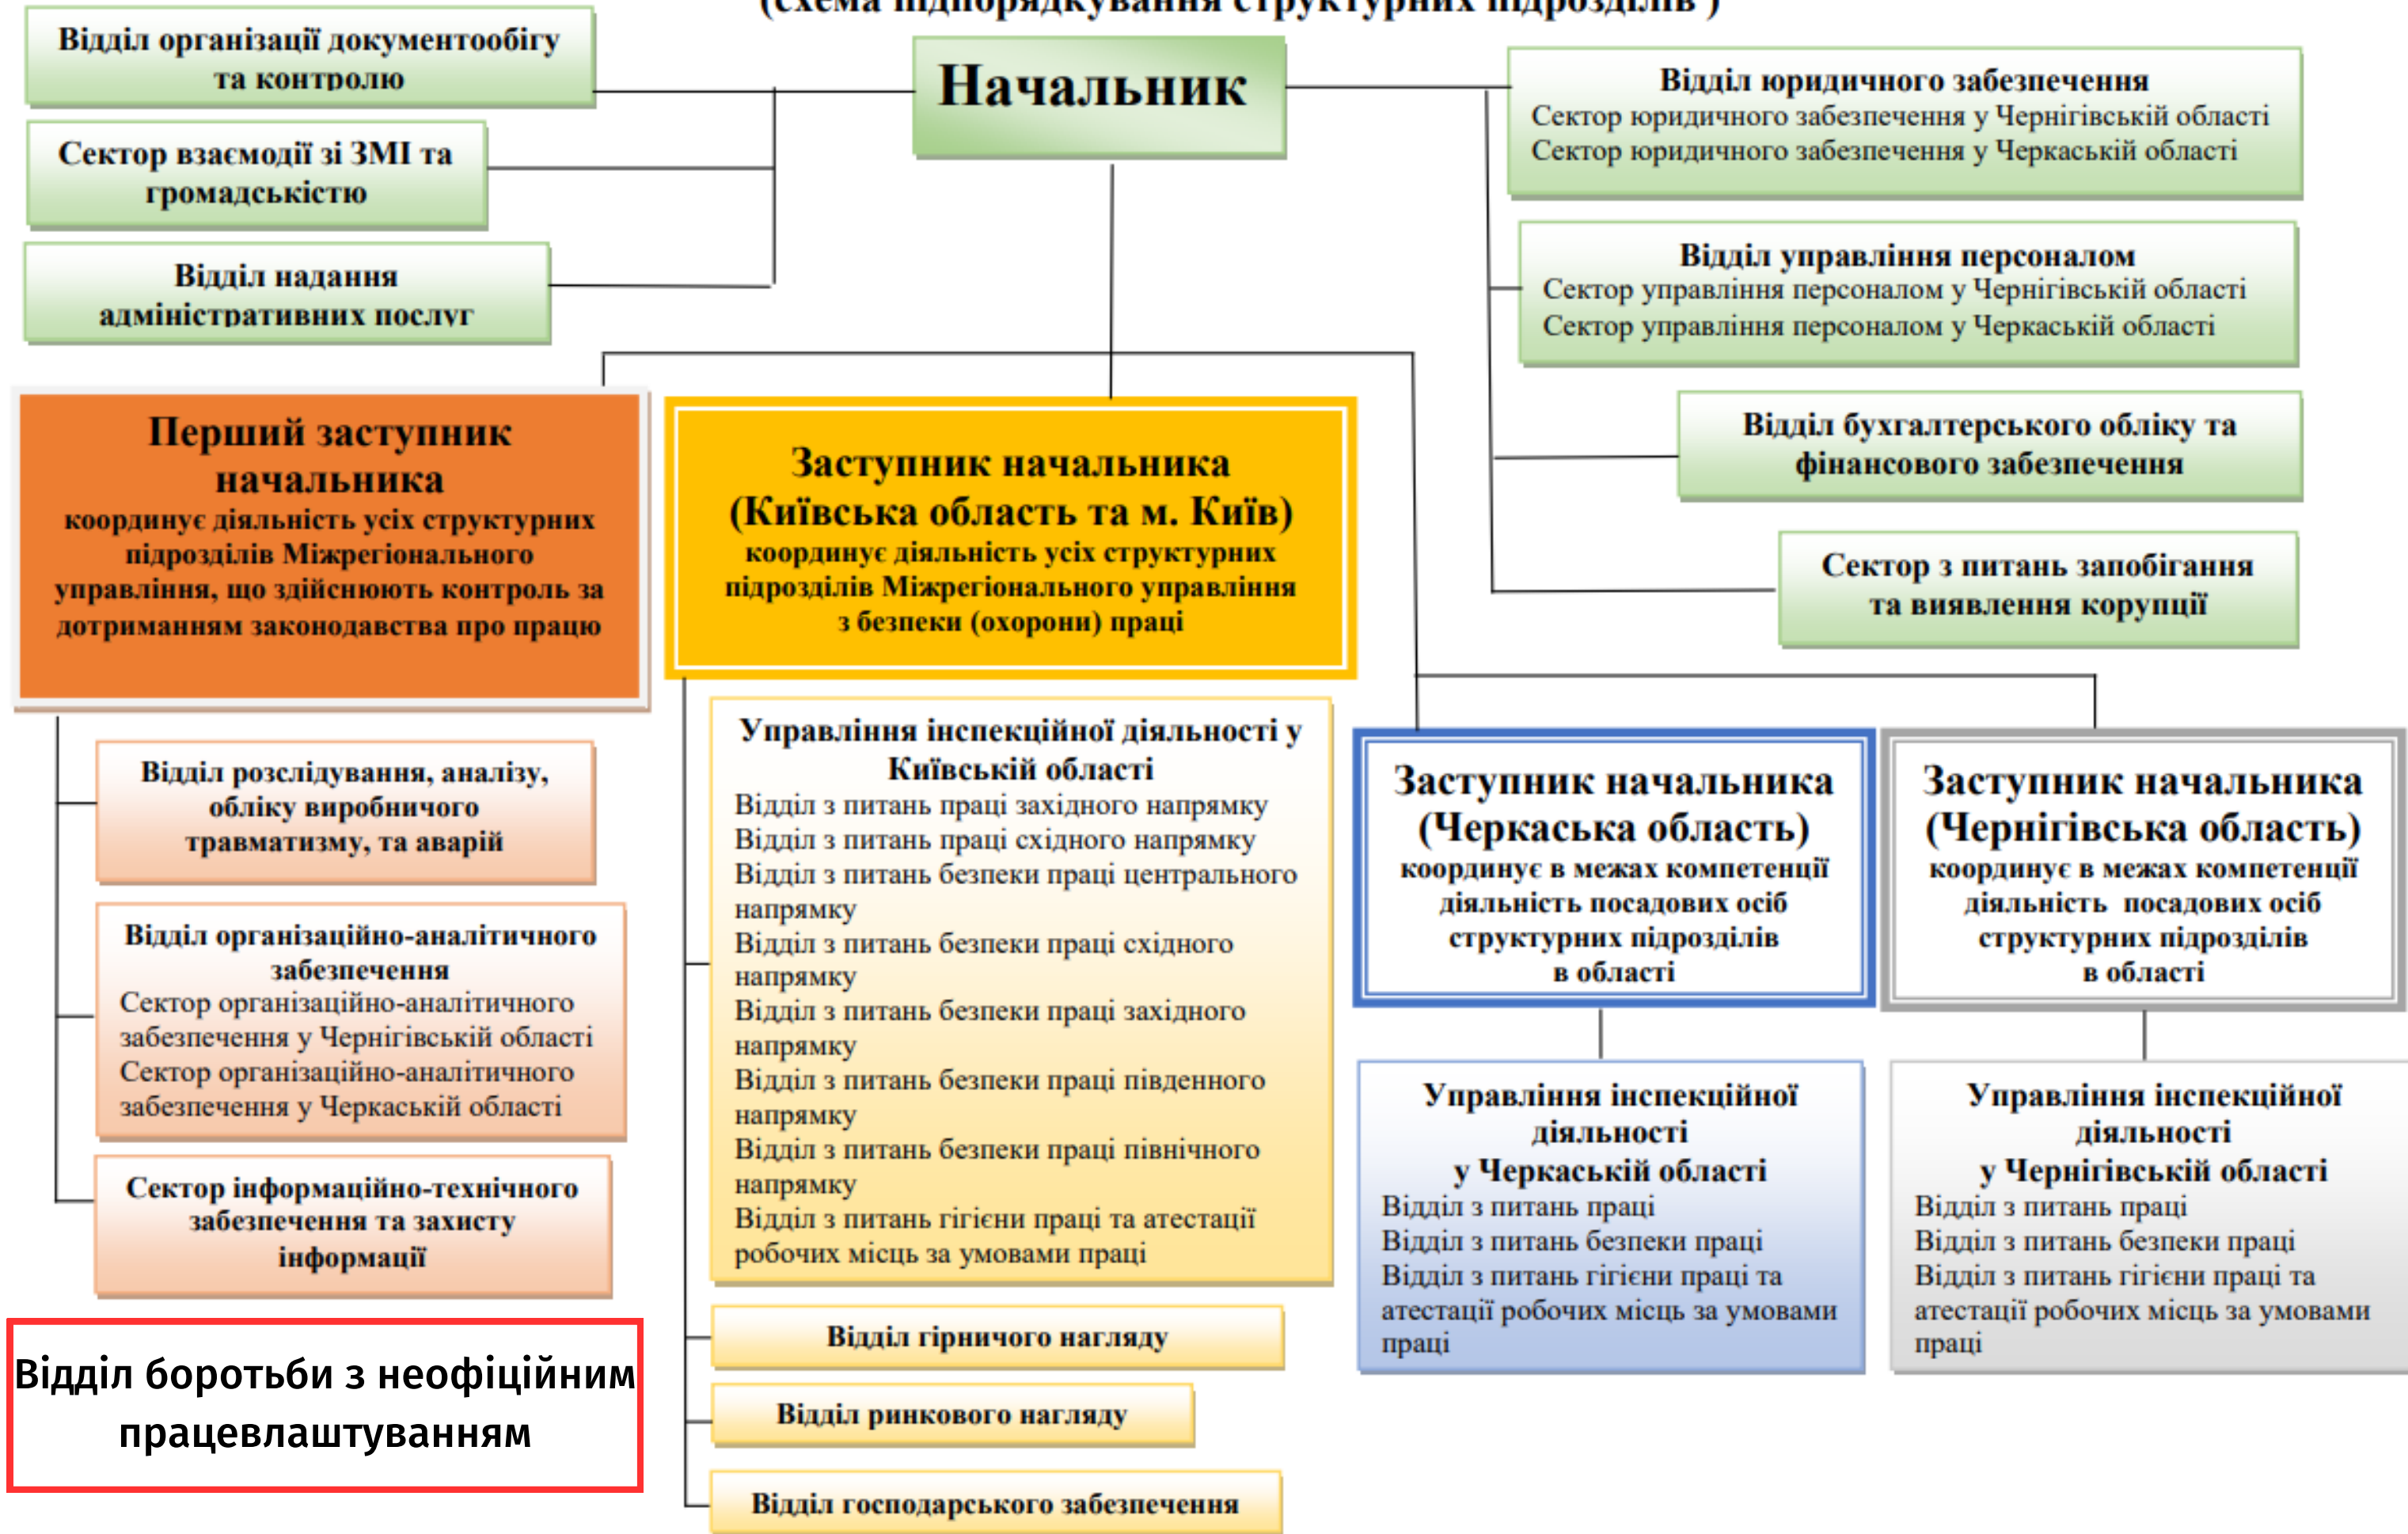 (схема підпорядкування структурних підрозділів )
Відділ організації документообігу
та контролю
Сектор взаємодії зі ЗМІ та
громадськістю
Відділ надання
адміністративних послуг
Начальник
Відділ юридичного забезпечення
Сектор юридичного забезпечення у Чернігівській області
Сектор юридичного забезпечення у Черкаській області
Відділ управління персоналом
Сектор управління персоналом у Чернігівській області
Сектор управління персоналом у Черкаській області
Відділ бухгалтерського обліку та
фінансового забезпечення
Сектор з питань запобігання
та виявлення корупції
Перший заступник
начальника
координує діяльність усіх структурних
підрозділів Міжрегіонального
управління, що здійснюють контроль за
дотриманням законодавства про працю
Відділ розслідування, аналізу,
обліку виробничого
травматизму, та аварій
Відділ організаційно-аналітичного
забезпечення
Сектор організаційно-аналітичного
забезпечення у Чернігівській області
Сектор організаційно-аналітичного
забезпечення у Черкаській області
Сектор інформаційно-технічного
забезпечення та захисту
інформації
Відділ боротьби з неофіційним
працевлаштуванням
Заступник начальника
(Київська область та м. Київ)
координує діяльність усіх структурних
підрозділів Міжрегіонального управління
з безпеки (охорони) праці
Управління інспекційної діяльності у
Київській області
Відділ з питань праці західного напрямку
Відділ з питань праці східного напрямку
Відділ з питань безпеки праці центрального
напрямку
Відділ з питань безпеки праці східного
напрямку
Відділ з питань безпеки праці західного
напрямку
Відділ з питань безпеки праці південного
напрямку
Відділ з питань безпеки праці північного
напрямку
Відділ з питань гігієни праці та атестації
робочих місць за умовами праці
Відділ гірничого нагляду
Відділ ринкового нагляду
Відділ господарського забезпечення
Заступник начальника
(Черкаська область)
координує в межах компетенції
діяльність посадових осіб
структурних підрозділів
в області
Управління інспекційної
діяльності
у Черкаській області
Відділ з питань праці
Відділ з питань безпеки праці
Відділ з питань гігієни праці та
атестації робочих місць за умовами
праці
Заступник начальника
(Чернігівська область)
координує в межах компетенції
діяльність посадових осіб
структурних підрозділів
в області
Управління інспекційної
діяльності
у Чернігівській області
Відділ з питань праці
Відділ з питань безпеки праці
Відділ з питань гігієни праці та
атестації робочих місць за умовами
праці